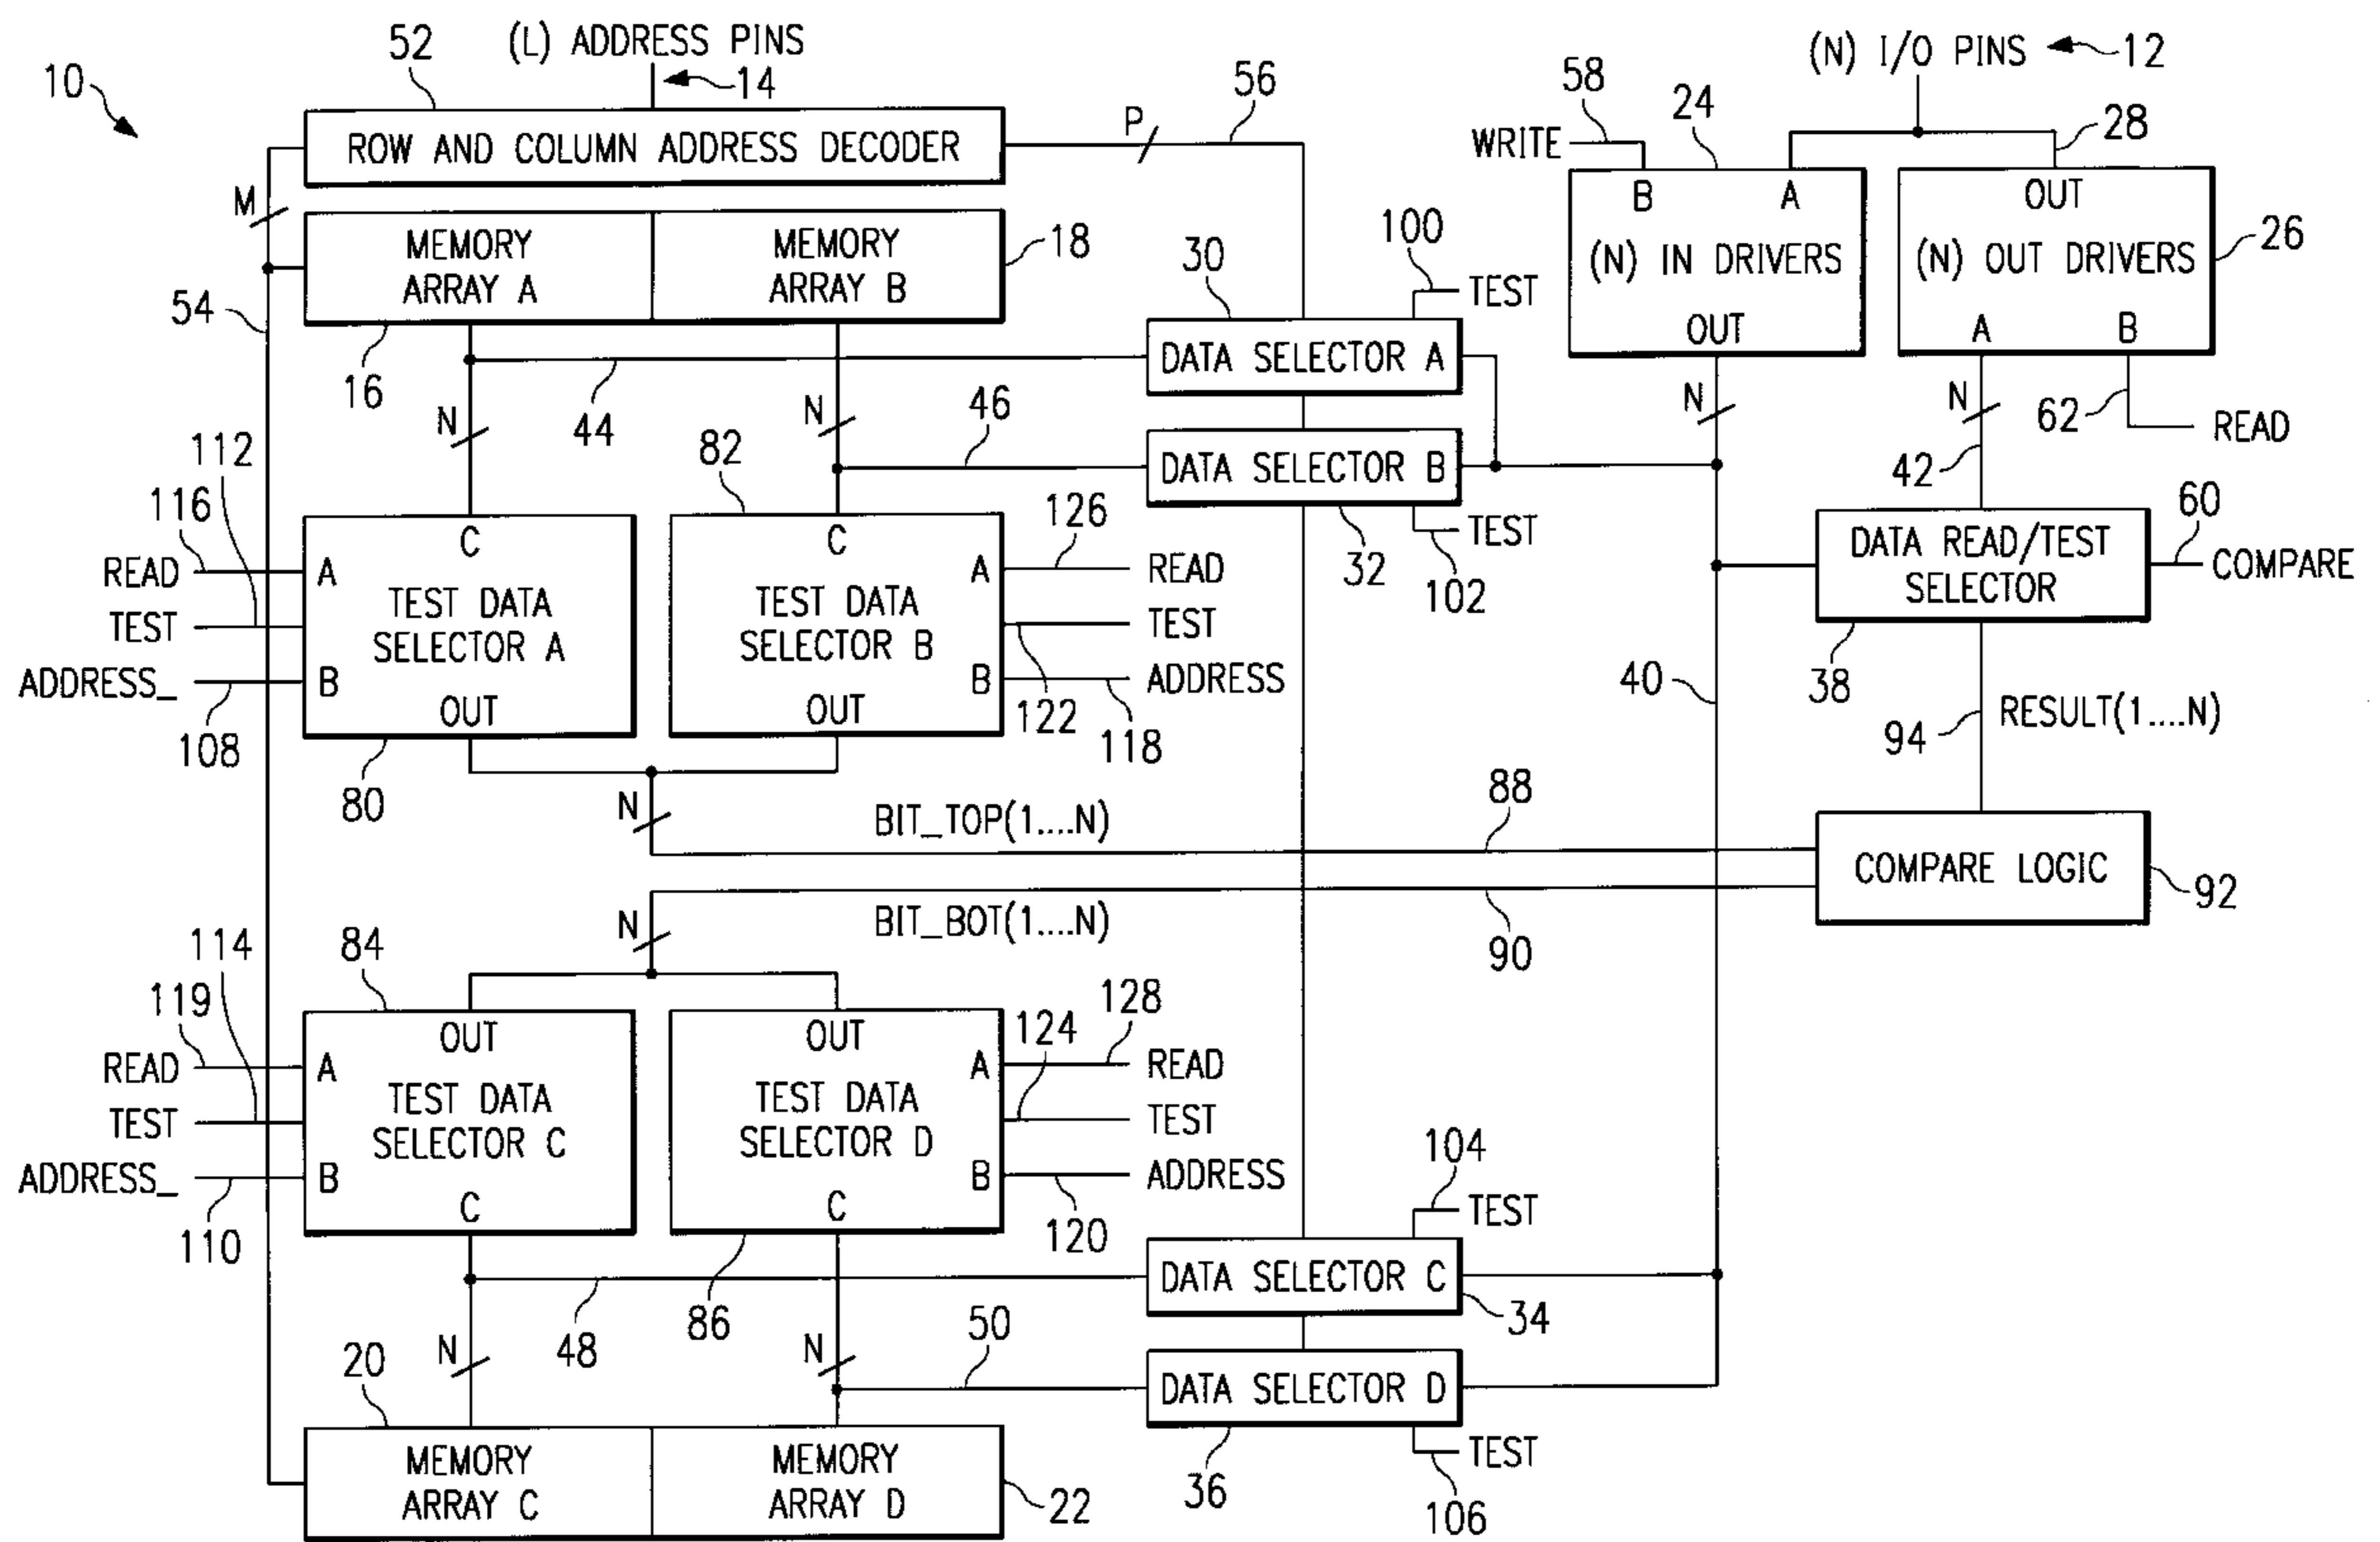 10
52
(L) ADDRESS PINS
14
ROW AND COLUMN ADDRESS DECODER
P
56
M
54
MEMORY ARRAY A
MEMORY ARRAY B
18
16
N
44
N
46
30
100
TEST
DATA SELECTOR A
DATA SELECTOR B
32
TEST
102
(N) I/O PINS
12
58
WRITE
24
28
B
A
(N) IN DRIVERS
OUT
OUT
(N) OUT DRIVERS
26
A
B
N
N
42
62
READ
DATA READ/TEST
SELECTOR
60
COMPARE
38
40
94
RESULT(1....N)
112
116
READ
TEST
ADDRESS_
108
C
A
TEST DATA
SELECTOR A
B
OUT
80
82
C
TEST DATA
SELECTOR B
A
B
OUT
126
READ
TEST
ADDRESS
122
118
N
BIT_TOP(1....N)
88
COMPARE LOGIC
92
N
BIT_BOT(1....N)
90
114
119
READ
TEST
ADDRESS_
110
84
OUT
A
TEST DATA
SELECTOR C
B
C
OUT
TEST DATA
SELECTOR D
A
B
C
86
128
124
READ
TEST
ADDRESS
120
104
TEST
DATA SELECTOR C
34
48
50
DATA SELECTOR D
36
TEST
106
N
N
20
MEMORY
ARRAY C
MEMORY
ARRAY D
22